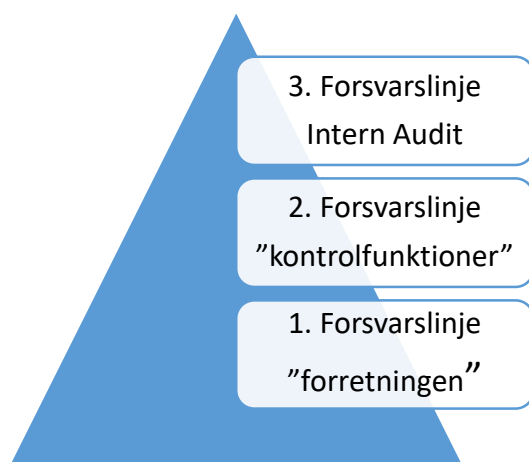 3. Forsvarslinje
Intern Audit
2. Forsvarslinje
”kontrolfunktioner”
1. Forsvarslinje
”forretningen”